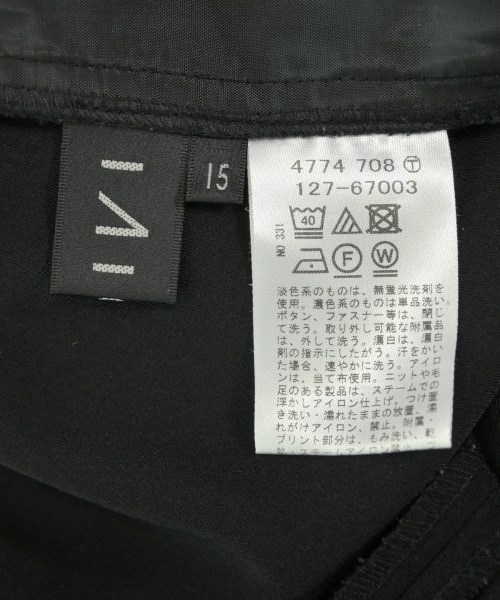 INI
15
4774 708 Ⓣ
127-67003
NO 331
40
F W
淡色系のものは、無蛍光洗剤を
使用。濃色系のものは単品洗い。
ボタン、ファスナー等は、閉じ
て洗う。取り外し可能な附属品
は、外して洗う。漂白は、漂白
剤の指示にしたがう。汗をかい
た場合、速やかに洗う。アイロ
ンは、当て布使用。ニットや毛
足のある製品は、スチームでの
浮かしアイロン仕上げ。つけ置
き洗い・濡れたままの放置、濡
れがけアイロン、禁止。附属・
プリント部分は、もみ洗い、乾